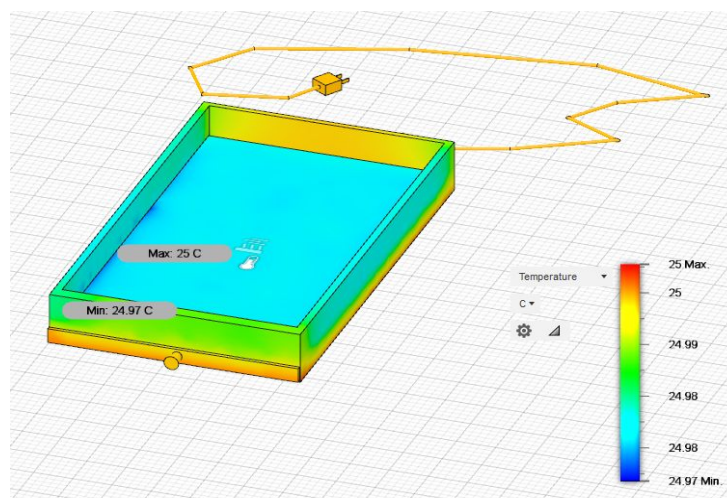 Max: 25 C
Min: 24.97 C
Temperature
C
25 Max.
25
24.99
24.98
24.98
24.97 Min.